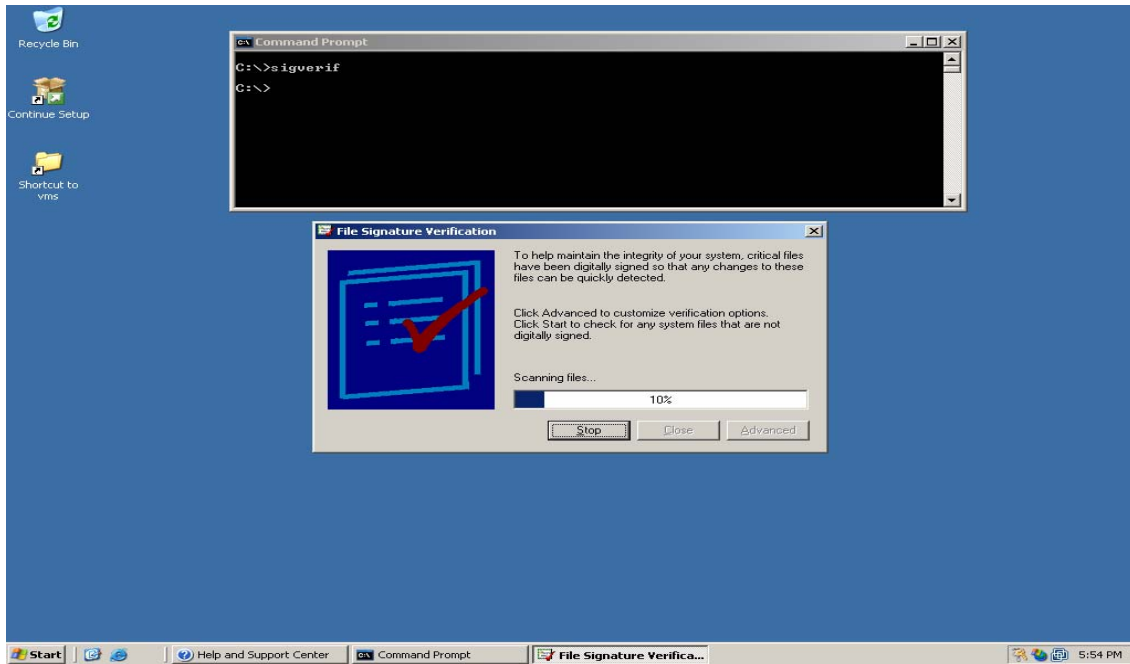 Recycle Bin
Continue Setup
Shortcut to
vms
Command Prompt
C:\>sigverif
C:\>
File Signature Verification
To help maintain the integrity of your system, critical files
have been digitally signed so that any changes to these
files can be quickly detected.
Click Advanced to customize verification options.
Click Start to check for any system files that are not
digitally signed.
Scanning files...
10%
Stop
Close
Advanced
Start
Help and Support Center
Command Prompt
File Signature Verifica...
5:54 PM